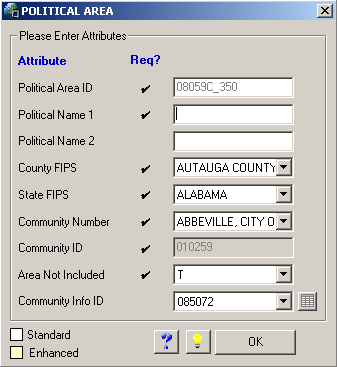 POLITICAL AREA
Please Enter Attributes
Attribute Req?
Political Area ID 08059C_350
Political Name 1
Political Name 2
County FIPS AUTAUGA COUNTY
State FIPS ALABAMA
Community Number ABBEVILLE, CITY O
Community ID 010259
Area Not Included T
Community Info ID 085072
Standard
Enhanced
? OK